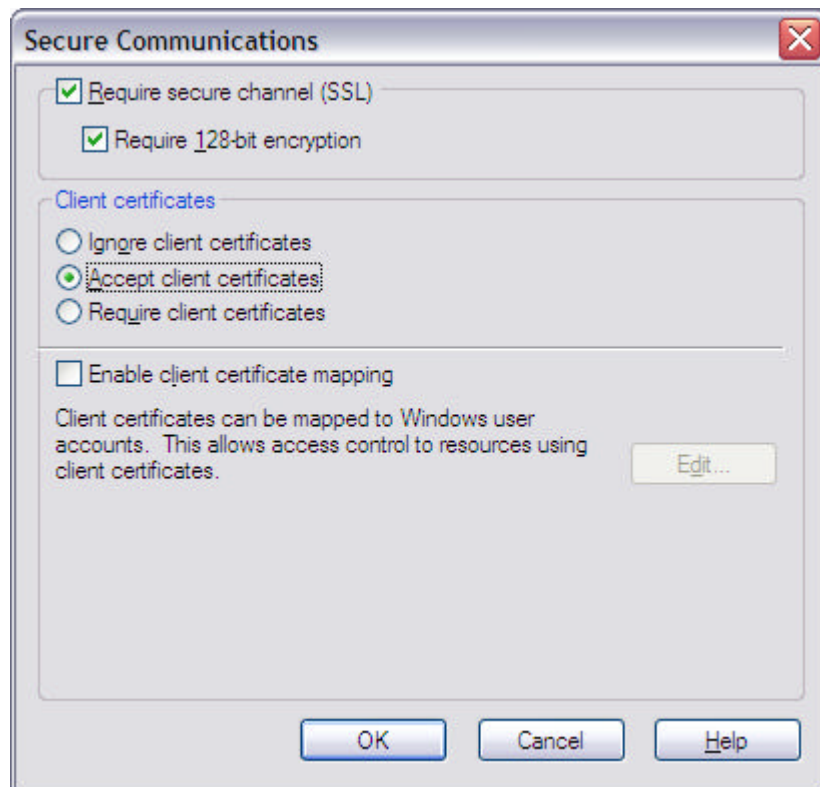 Secure Communications
Require secure channel (SSL)
Require 128-bit encryption
Client certificates
Ignore client certificates
Accept client certificates
Require client certificates
Enable client certificate mapping
Client certificates can be mapped to Windows user
accounts.  This allows access control to resources using
client certificates.
Edit...
OK
Cancel
Help